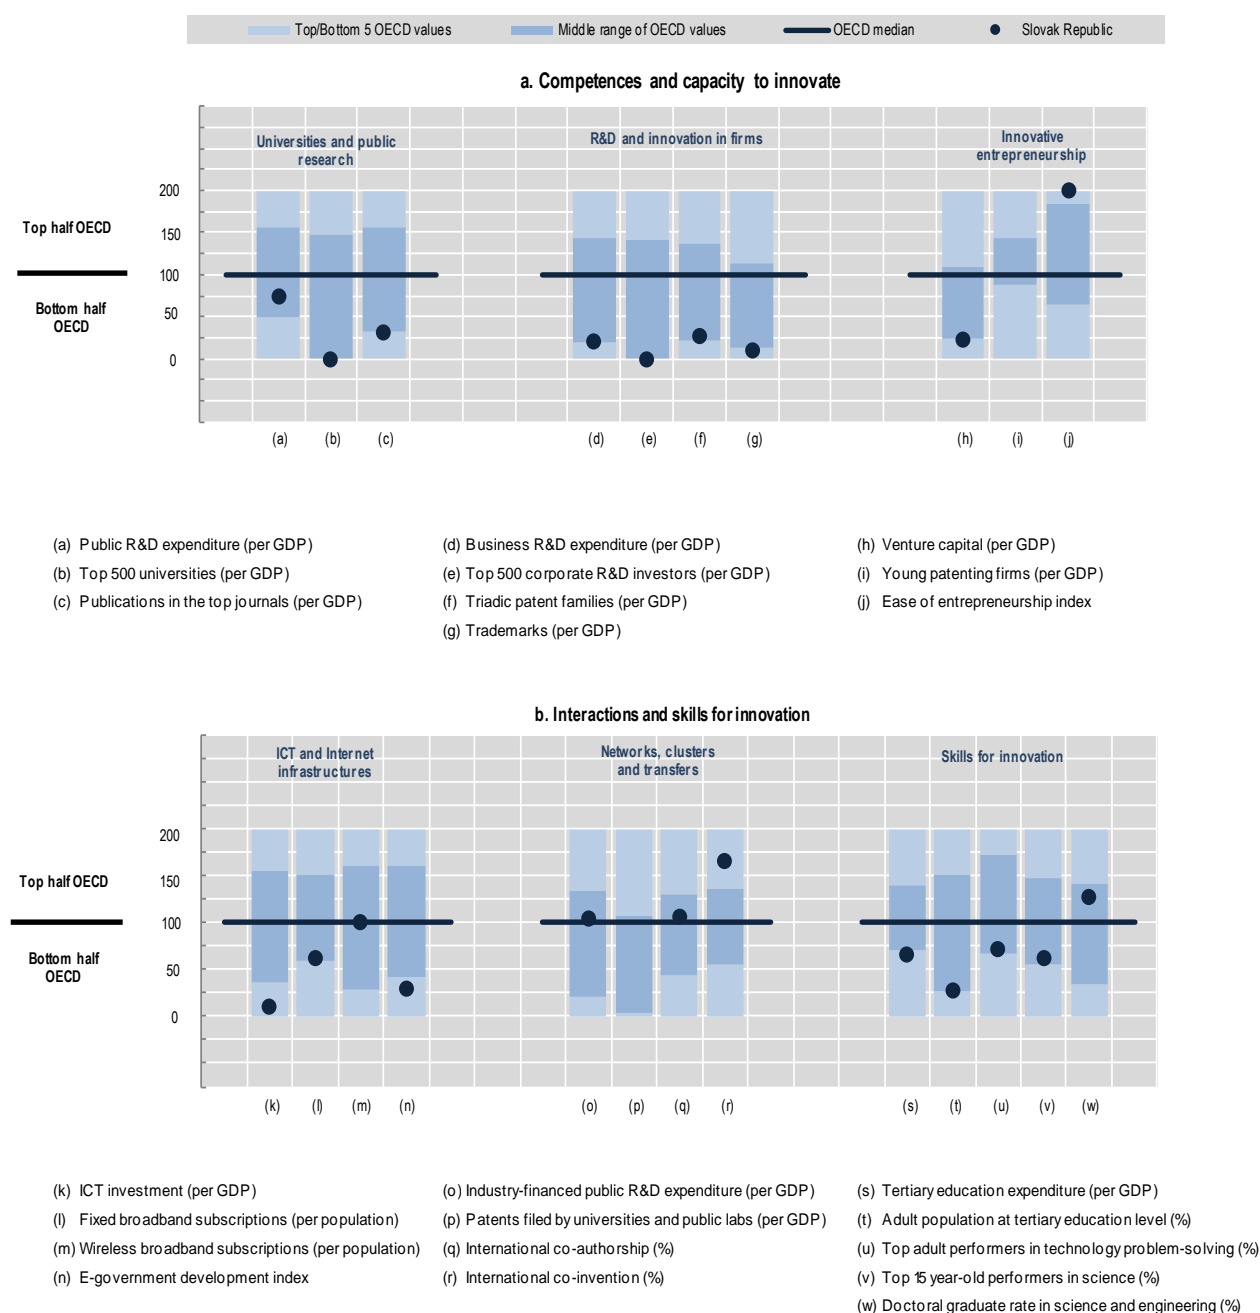 Top/Bottom 5 OECD values Middle range of OECD values OECD median Slovak Republic
a. Competences and capacity to innovate
Universities and public
research
R&D and innovation in firms
Innovative
entrepreneurship
200
150
100
50
0
Top half OECD
Bottom half
OECD
(a) (b) (c) (d) (e) (f) (g) (h) (i) (j)
(a) Public R&D expenditure (per GDP)
(b) Top 500 universities (per GDP)
(c) Publications in the top journals (per GDP)
(d) Business R&D expenditure (per GDP)
(e) Top 500 corporate R&D investors (per GDP)
(f) Triadic patent families (per GDP)
(g) Trademarks (per GDP)
(h) Venture capital (per GDP)
(i) Young patenting firms (per GDP)
(j) Ease of entrepreneurship index
b. Interactions and skills for innovation
ICT and Internet
infrastructures
Networks, clusters
and transfers
Skills for innovation
200
150
100
50
0
Top half OECD
Bottom half
OECD
(k) (l) (m) (n) (o) (p) (q) (r) (s) (t) (u) (v) (w)
(k) ICT investment (per GDP)
(l) Fixed broadband subscriptions (per population)
(m) Wireless broadband subscriptions (per population)
(n) E-government development index
(o) Industry-financed public R&D expenditure (per GDP)
(p) Patents filed by universities and public labs (per GDP)
(q) International co-authorship (%)
(r) International co-invention (%)
(s) Tertiary education expenditure (per GDP)
(t) Adult population at tertiary education level (%)
(u) Top adult performers in technology problem-solving (%)
(v) Top 15 year-old performers in science (%)
(w) Doctoral graduate rate in science and engineering (%)